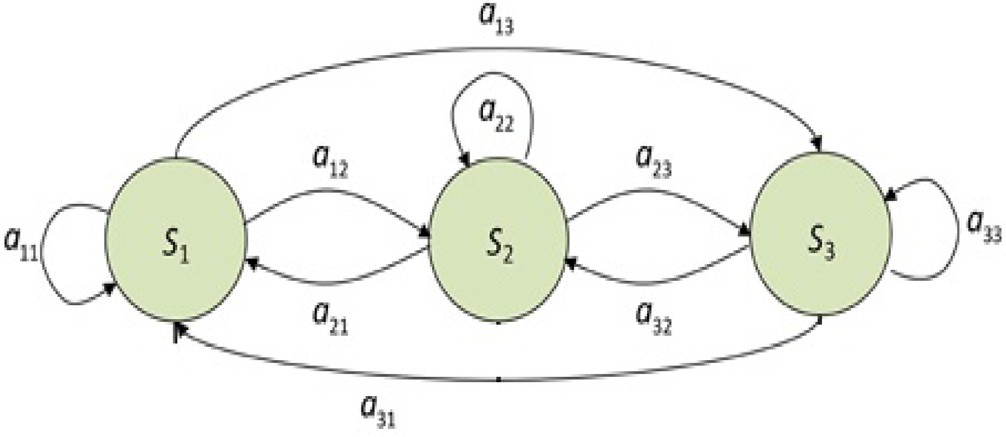 a₁₃
a₂₂
a₁₂ a₂₃
a₁₁ S₁ S₂ S₃ a₃₃
a₂₁ a₃₂
a₃₁